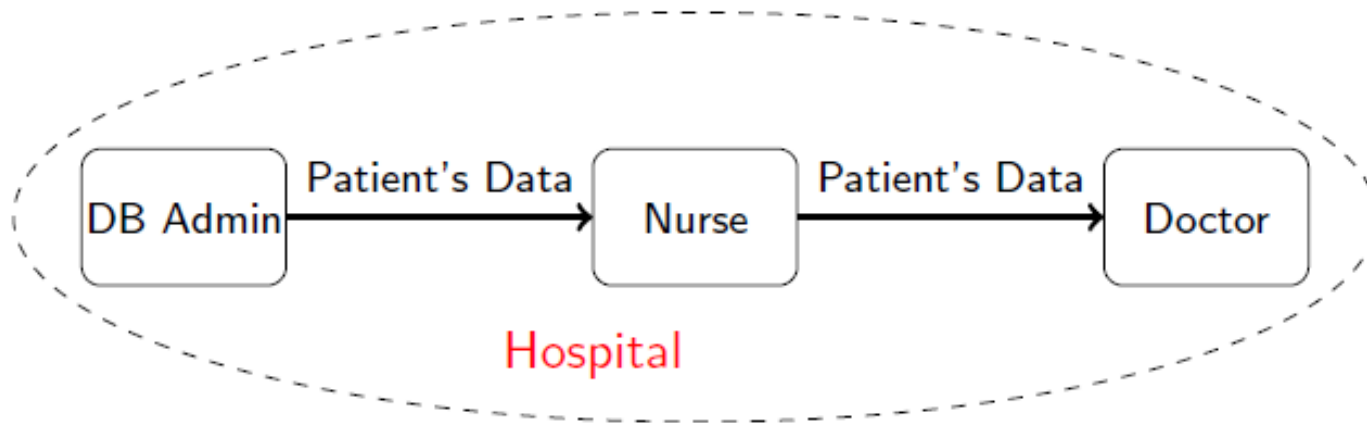 Patient's Data
Patient's Data
DB Admin
Nurse
Doctor
Hospital